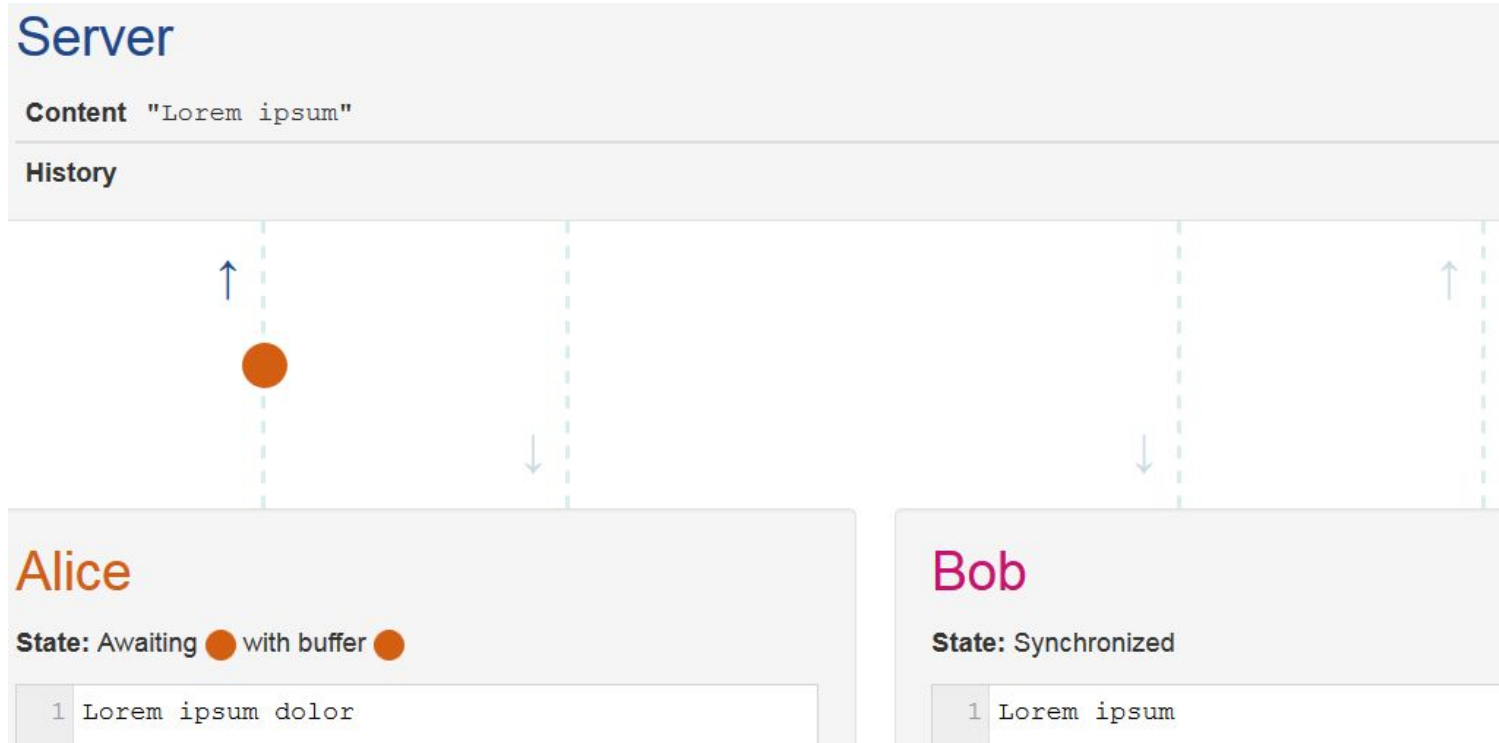 Server
Content "Lorem ipsum"
History
↑ ↑
↓ ↓
Alice
State: Awaiting with buffer
1 Lorem ipsum dolor
Bob
State: Synchronized
1 Lorem ipsum